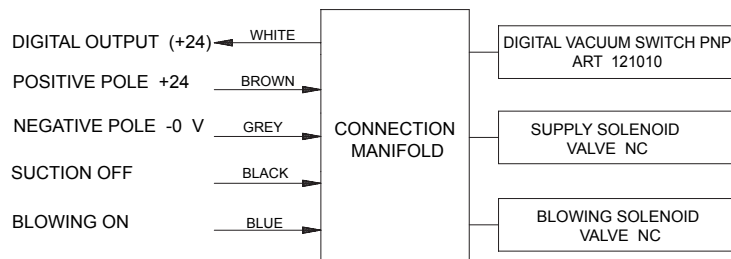 DIGITAL OUTPUT (+24) WHITE
POSITIVE POLE +24 BROWN
NEGATIVE POLE -0 V GREY
SUCTION OFF BLACK
BLOWING ON BLUE
CONNECTION
MANIFOLD
DIGITAL VACUUM SWITCH PNP
ART 121010
SUPPLY SOLENOID
VALVE NC
BLOWING SOLENOID
VALVE NC